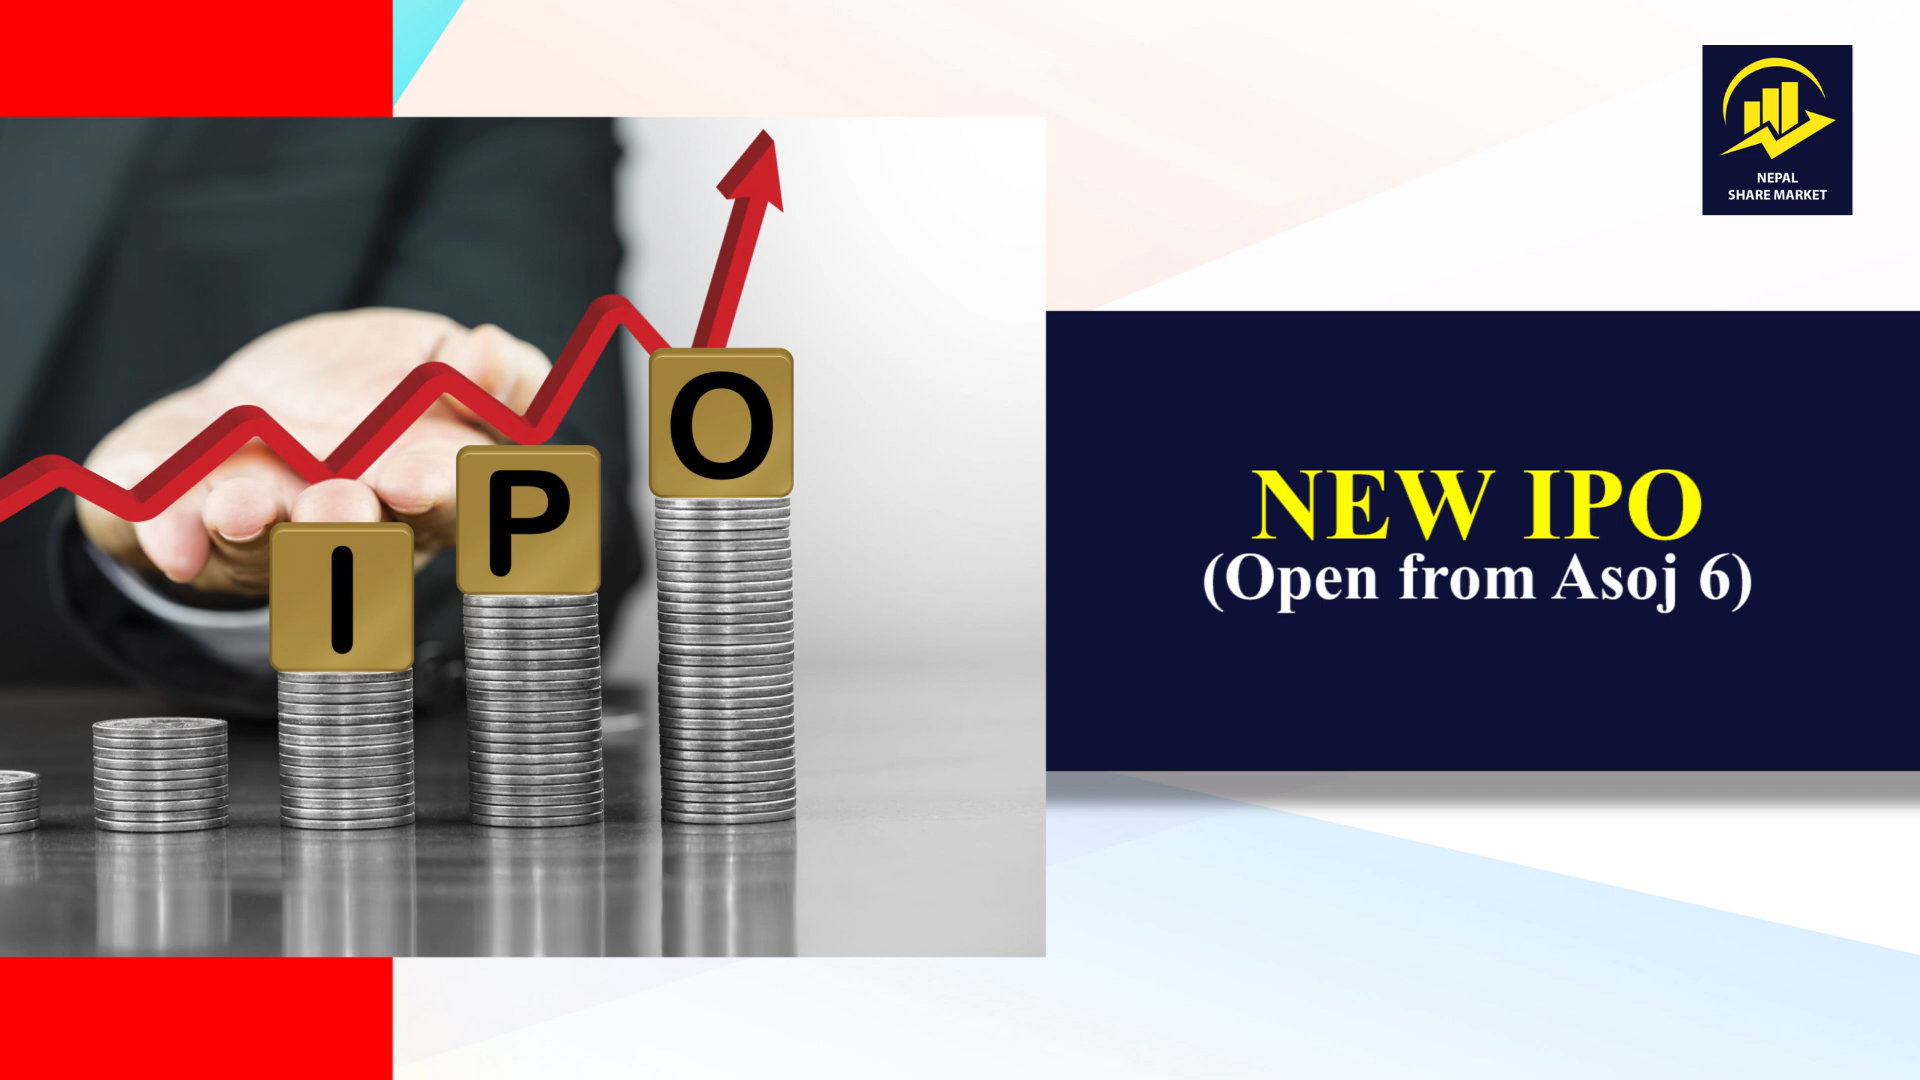 NEPAL
SHARE MARKET
I
P
O
NEW IPO
(Open from Asoj 6)